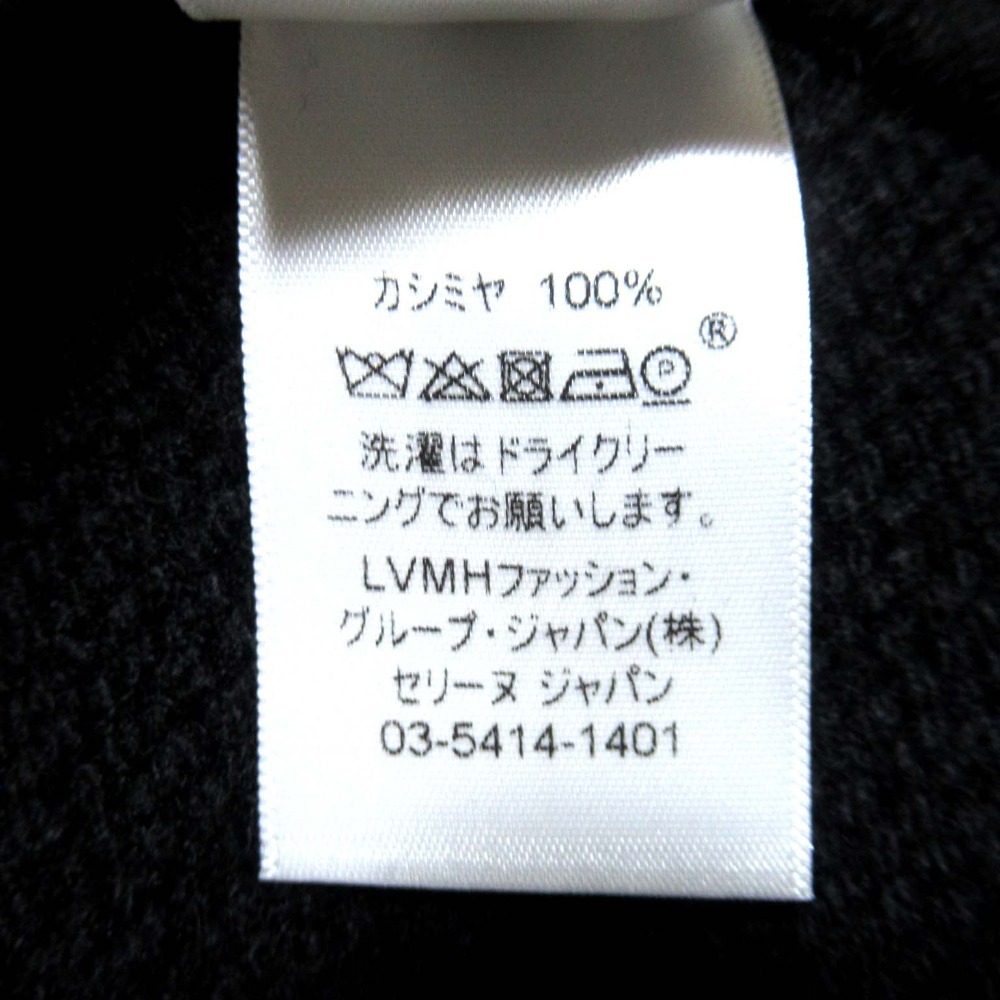 カシミヤ 100%
®
P
洗濯はドライクリー
ニングでお願いします。
LVMHファッション・
グループ・ジャパン(株)
セリーヌ ジャパン
03-5414-1401